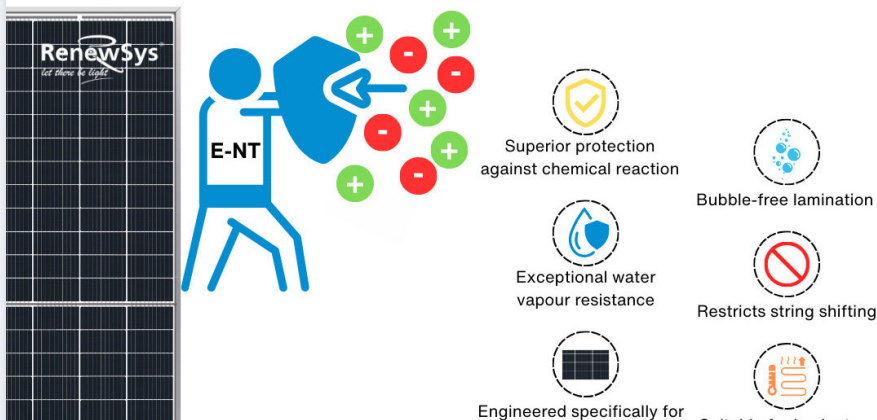 RenewSys
let there be light
E-NT
Superior protection
against chemical reaction
Exceptional water
vapour resistance
Engineered specifically for
Bubble-free lamination
Restricts string shifting